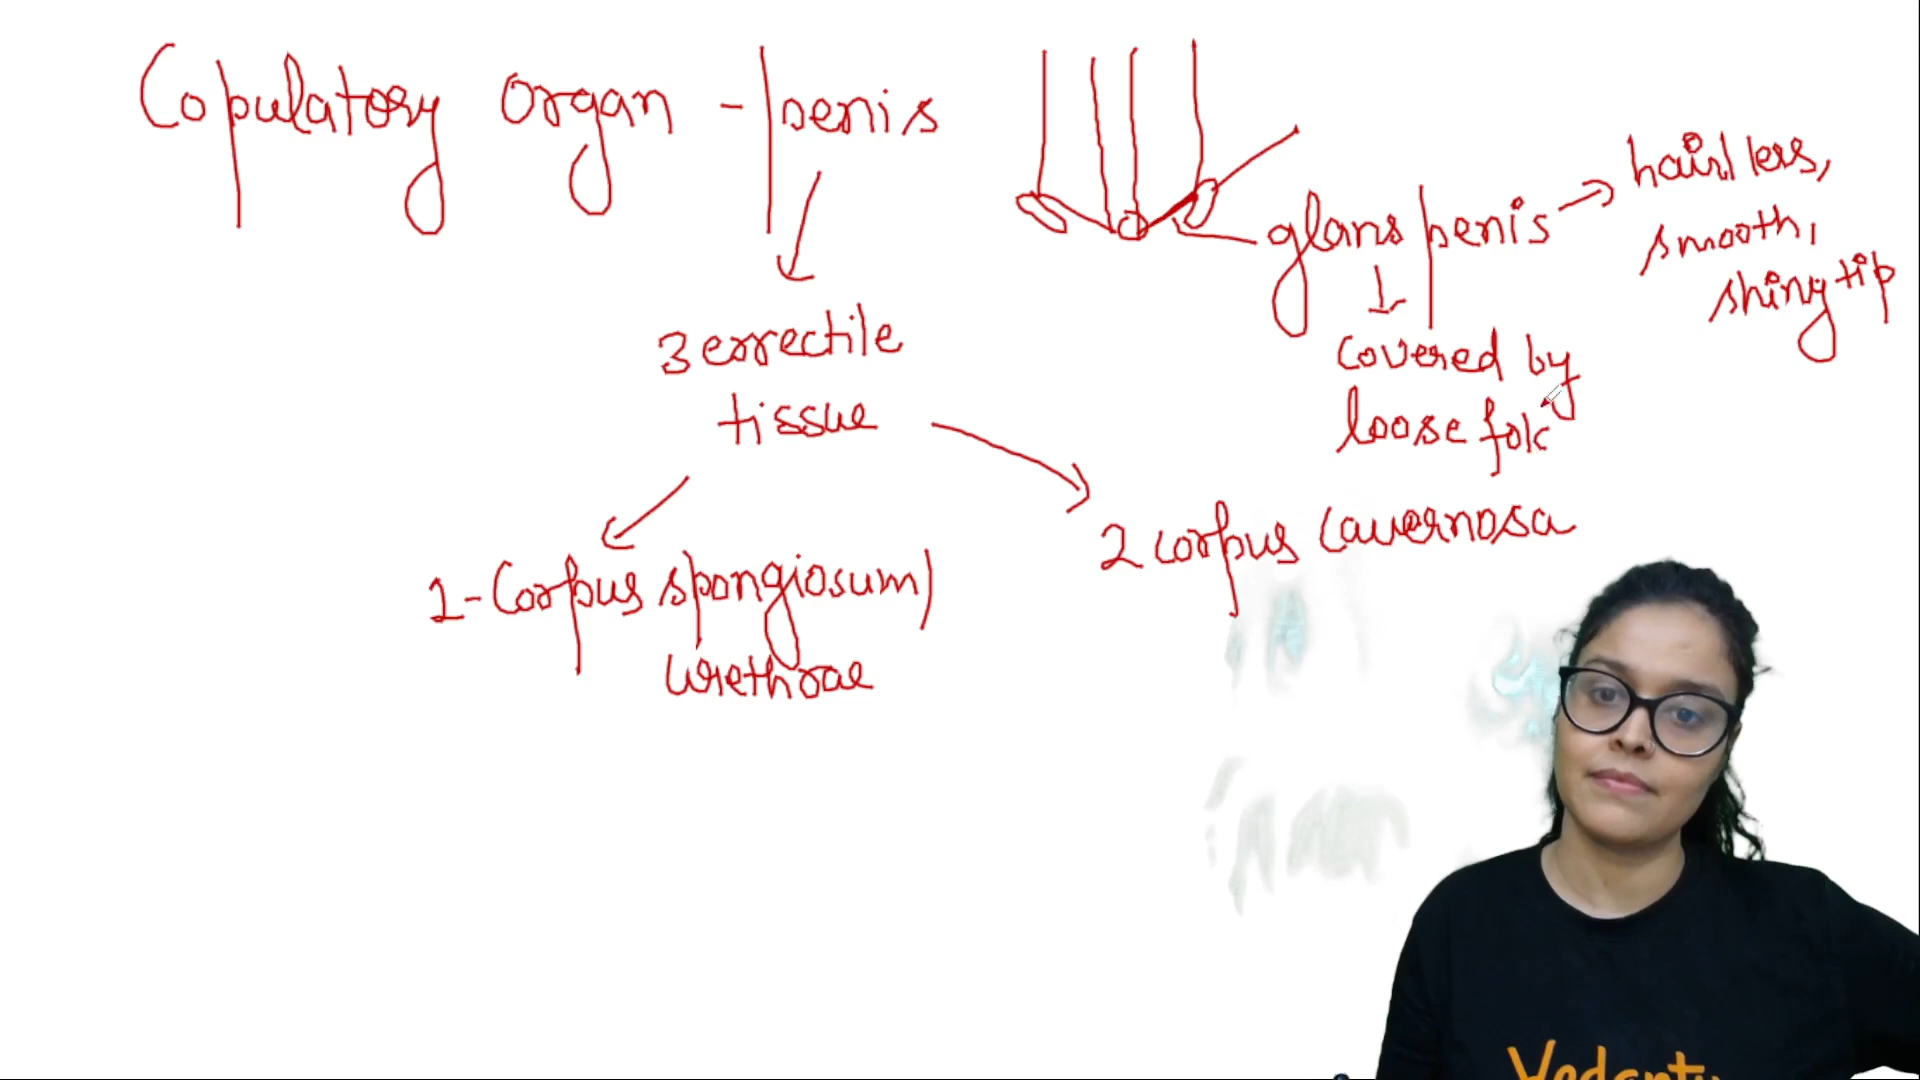 Copulatory organ - penis
3 errectile
tissue
1- Corpus spongiosum/
urethrae
2 corpus cavernosa
glans penis
hairless,
smooth,
shiny tip
covered by
loose fol